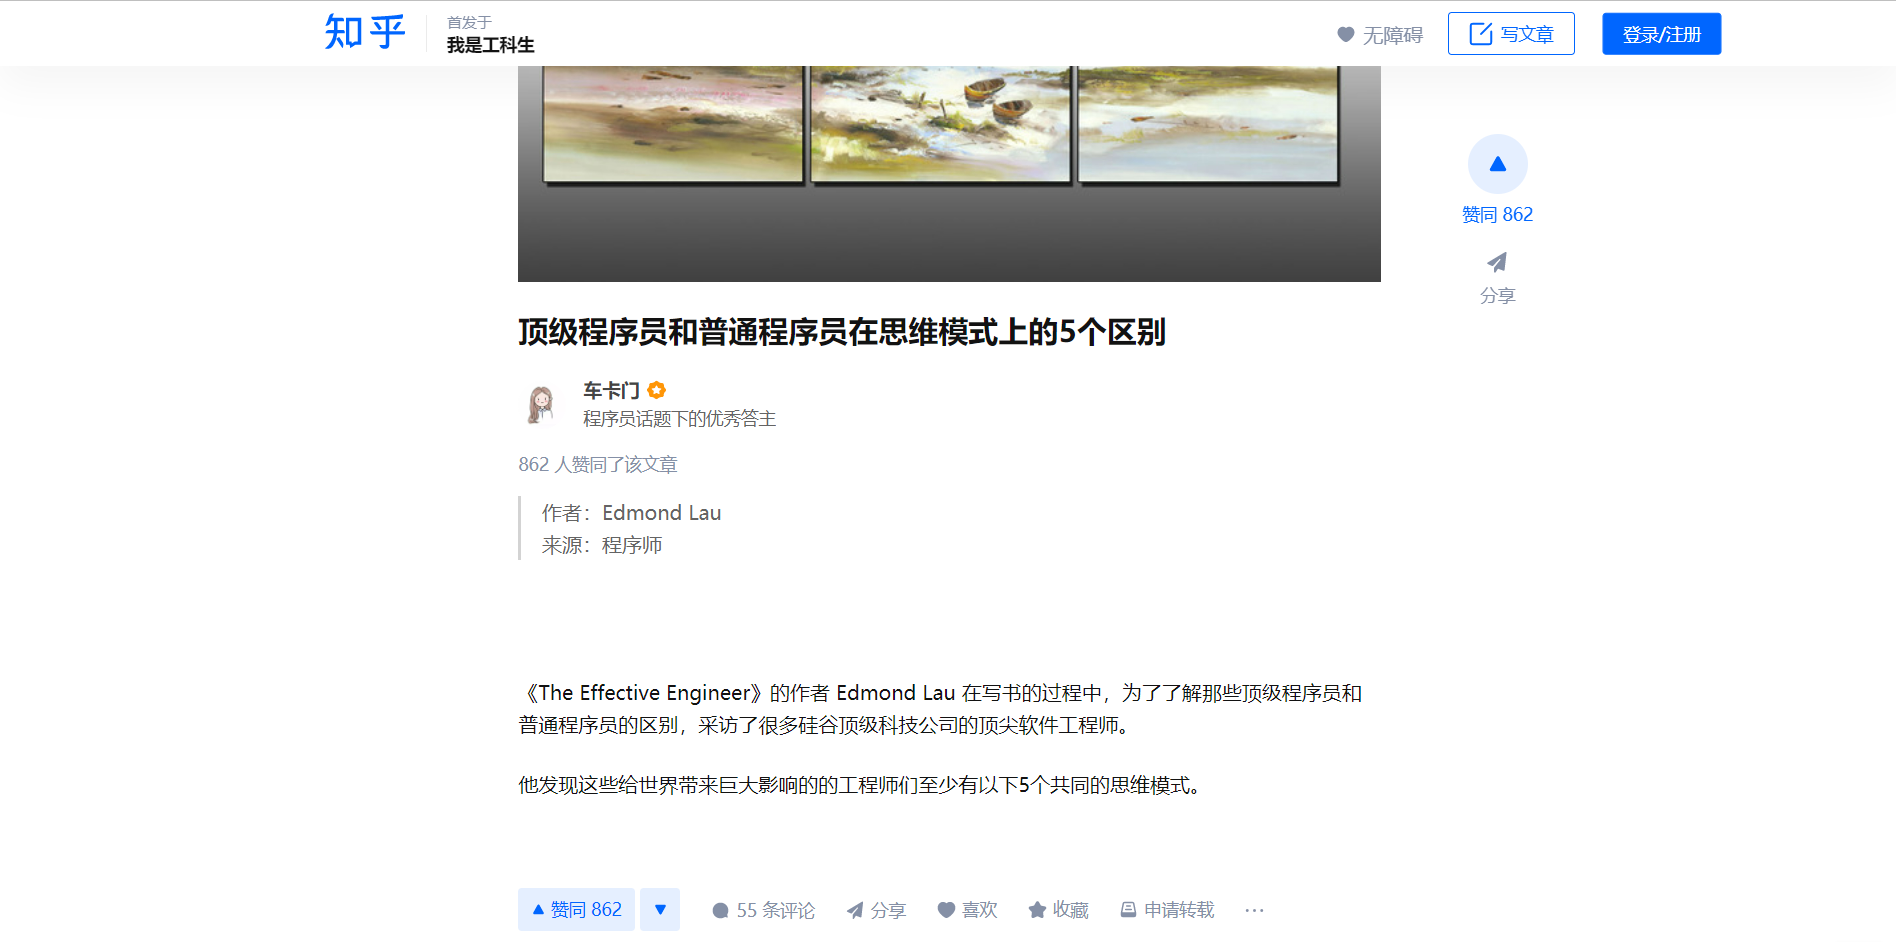 知乎
首发于
我是工科生
无障碍
写文章
登录/注册
赞同 862
分享
顶级程序员和普通程序员在思维模式上的5个区别
车卡门
程序员话题下的优秀答主
862 人赞同了该文章
作者：Edmond Lau
来源：程序师
《The Effective Engineer》的作者 Edmond Lau 在写书的过程中，为了了解那些顶级程序员和
普通程序员的区别，采访了很多硅谷顶级科技公司的顶尖软件工程师。
他发现这些给世界带来巨大影响的的工程师们至少有以下5个共同的思维模式。
赞同 862
55 条评论
分享
喜欢
收藏
申请转载